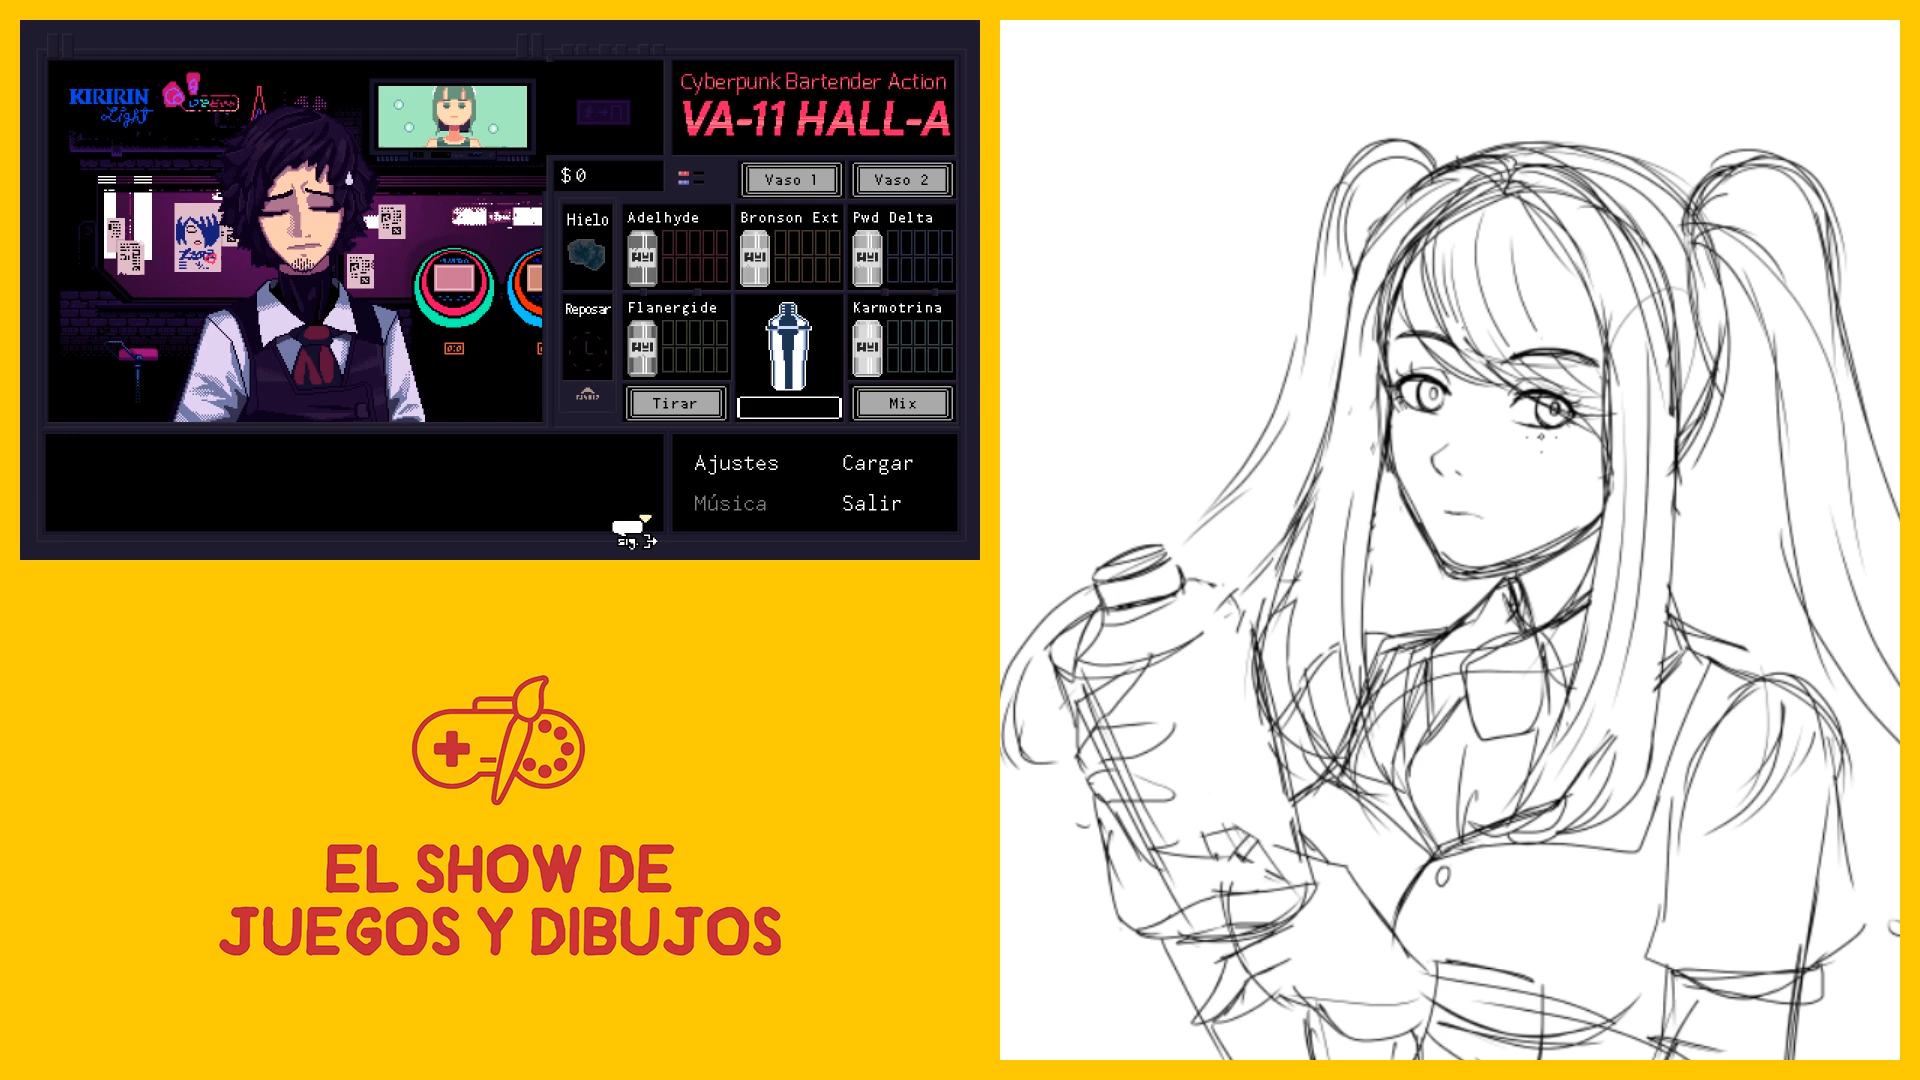 KIRIRIN
Light
Cyberpunk Bartender Action
VA-11 HALL-A
$0
Vaso 1
Vaso 2
Hielo
Adelhyde
Bronson Ext
Pwd Delta
Reposar
Flanergide
Karmotrina
Tirar
Mix
Ajustes
Cargar
Música
Salir
sig.
EL SHOW DE
JUEGOS Y DIBUJOS